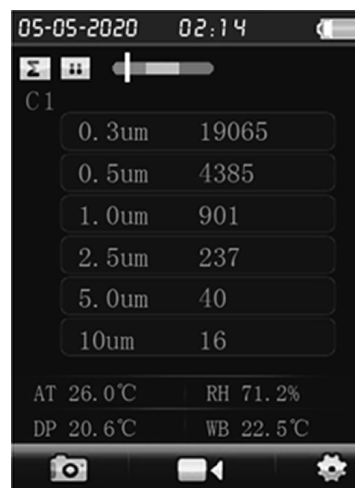 05-05-2020 02:14
Σ
C1
0.3um 19065
0.5um 4385
1.0um 901
2.5um 237
5.0um 40
10um 16
AT 26.0℃ RH 71.2%
DP 20.6℃ WB 22.5℃